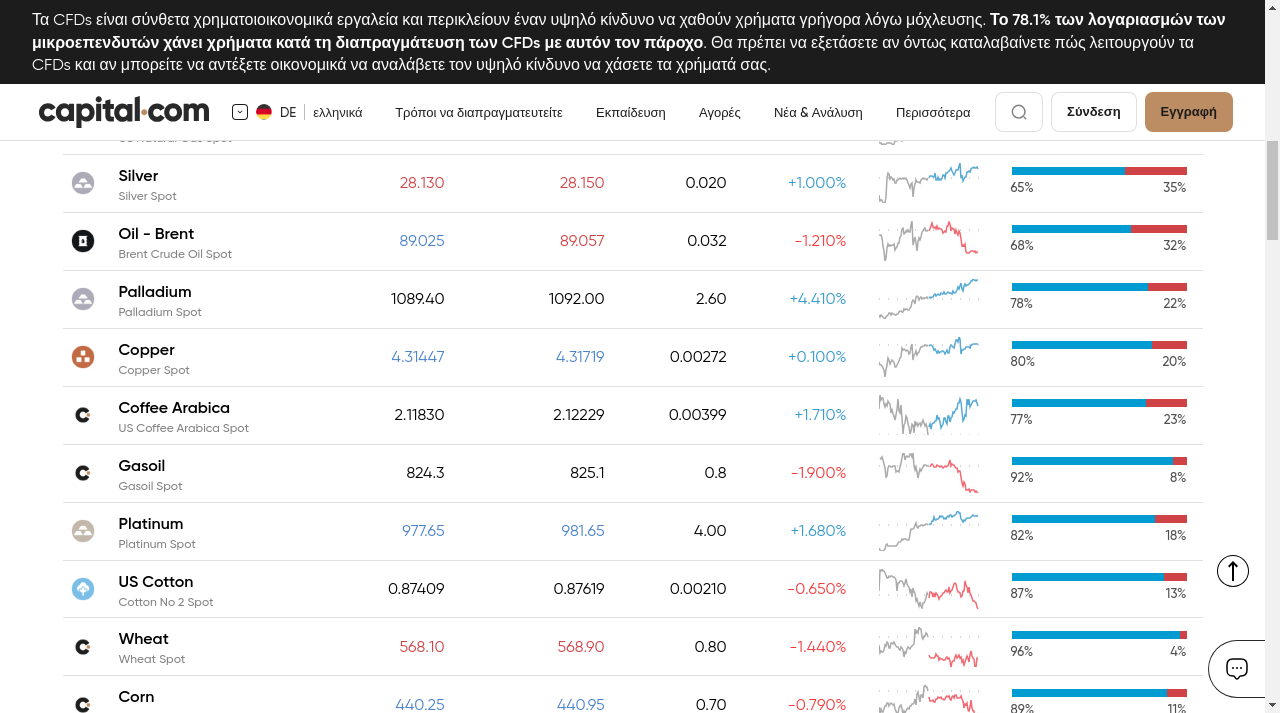 Τα CFDs είναι σύνθετα χρηματοοικονομικά εργαλεία και περικλείουν έναν υψηλό κίνδυνο να χαθούν χρήματα γρήγορα λόγω μόχλευσης. Το 78.1% των λογαριασμών των
μικροεπενδυτών χάνει χρήματα κατά τη διαπραγμάτευση των CFDs με αυτόν τον πάροχο. Θα πρέπει να εξετάσετε αν όντως καταλαβαίνετε πώς λειτουργούν τα
CFDs και αν μπορείτε να αντέξετε οικονομικά να αναλάβετε τον υψηλό κίνδυνο να χάσετε τα χρήματά σας.
capital.com DE ελληνικά Τρόποι να διαπραγματευτείτε Εκπαίδευση Αγορές Νέα & Ανάλυση Περισσότερα Σύνδεση Εγγραφή
Silver 28.130 28.150 0.020 +1.000% 65% 35%
Silver Spot
Oil - Brent 89.025 89.057 0.032 -1.210% 68% 32%
Brent Crude Oil Spot
Palladium 1089.40 1092.00 2.60 +4.410% 78% 22%
Palladium Spot
Copper 4.31447 4.31719 0.00272 +0.100% 80% 20%
Copper Spot
Coffee Arabica 2.11830 2.12229 0.00399 +1.710% 77% 23%
US Coffee Arabica Spot
Gasoil 824.3 825.1 0.8 -1.900% 92% 8%
Gasoil Spot
Platinum 977.65 981.65 4.00 +1.680% 82% 18%
Platinum Spot
US Cotton 0.87409 0.87619 0.00210 -0.650% 87% 13%
Cotton No 2 Spot
Wheat 568.10 568.90 0.80 -1.440% 96% 4%
Wheat Spot
Corn 440.25 440.95 0.70 -0.790% 89% 11%